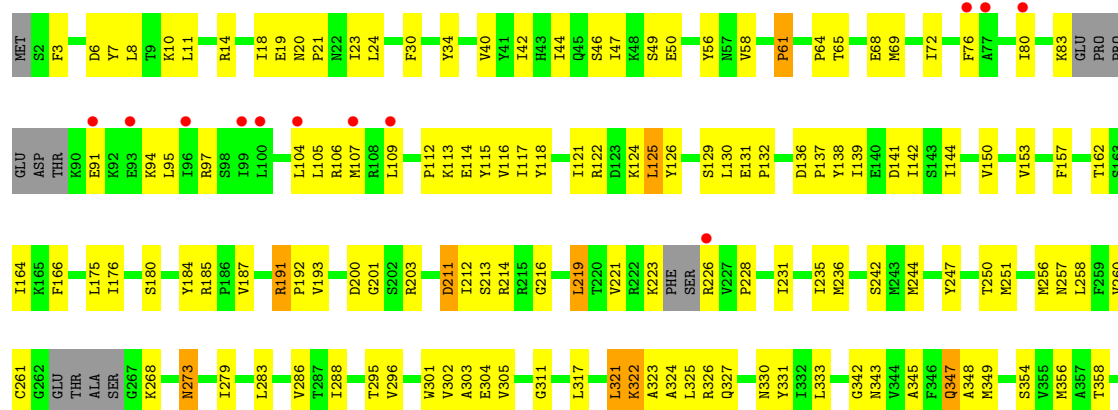 MET S2 F3 D6 Y7 L8 T9 K10 L11 R14 I18 E19 N20 P21 N22 I23 L24 F30 Y34 V40 Y41 I42 H43 I44 Q45 S46 I47 K48 S49 E50 Y56 N57 V58 P61 P64 T65 E68 M69 I72 F76 A77 I80 K83 GLU PRO PRO
GLU ASP THR K90 E91 K92 E93 K94 L95 I96 R97 S98 I99 L100 L104 L105 R106 M107 R108 L109 P112 K113 E114 Y115 V116 I117 Y118 I121 R122 D123 K124 L125 Y126 S129 L130 E131 P132 D136 P137 Y138 I139 E140 D141 I142 S143 I144 V150 V153 F157 T162 S163
I164 K165 F166 L175 I176 S180 Y184 R185 P186 V187 R191 P192 V193 D200 G201 S202 R203 D211 I212 S213 R214 R215 G216 L219 T220 V221 R222 K223 PHE SER R226 V227 P228 I231 I235 M236 S242 M243 M244 Y247 T250 M251 M256 N257 L258 F259 V260
C261 G262 GLU THR ALA SER G267 K268 N273 I279 L283 V286 T287 I288 T295 V296 W301 V302 A303 E304 V305 G311 L317 L321 K322 A323 A324 L325 R326 Q327 N330 Y331 I332 L333 G342 N343 V344 A345 F346 Q347 A348 M349 S354 V355 M356 A357 T358